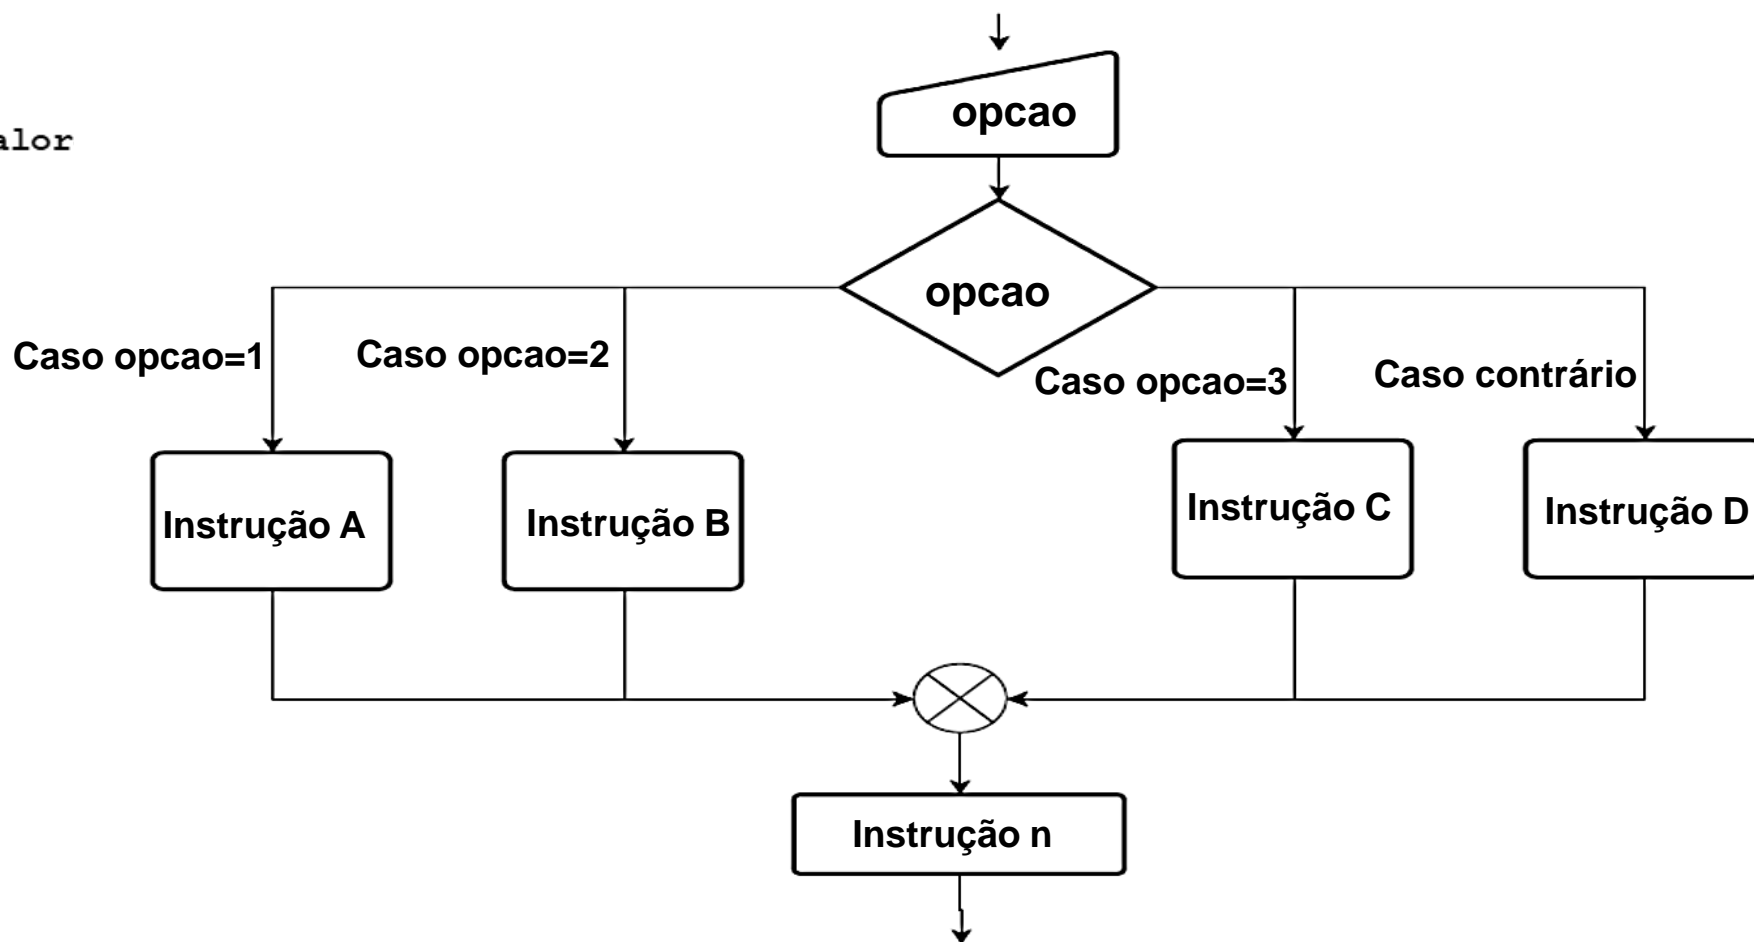 opcao
alor
opcao
Caso opcao=1
Caso opcao=2
Caso opcao=3
Caso contrário
Instrução A
Instrução B
Instrução C
Instrução D
Instrução n